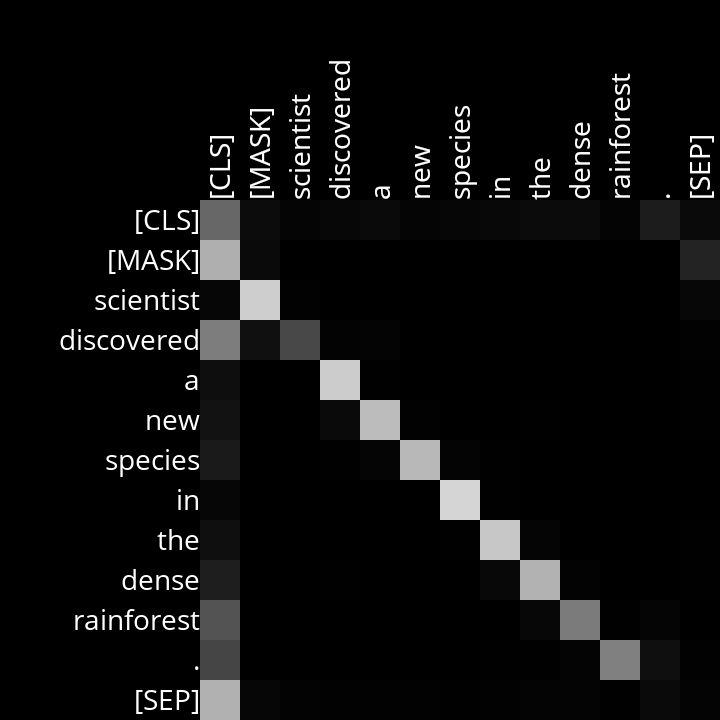 [CLS]
[MASK]
scientist
discovered
a
new
species
in
the
dense
rainforest
.
[SEP]
[CLS]
[MASK]
scientist
discovered
a
new
species
in
the
dense
rainforest
.
[SEP]